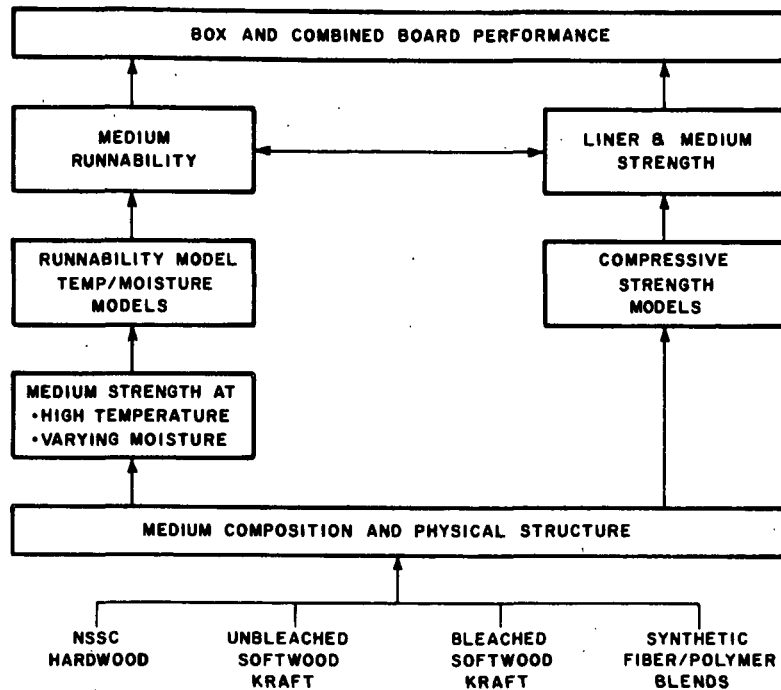 BOX AND COMBINED BOARD PERFORMANCE
MEDIUM
RUNNABILITY
LINER & MEDIUM
STRENGTH
RUNNABILITY MODEL
TEMP/MOISTURE
MODELS
COMPRESSIVE
STRENGTH
MODELS
MEDIUM STRENGTH AT
•HIGH TEMPERATURE
•VARYING MOISTURE
MEDIUM COMPOSITION AND PHYSICAL STRUCTURE
NSSC
HARDWOOD
UNBLEACHED
SOFTWOOD
KRAFT
BLEACHED
SOFTWOOD
KRAFT
SYNTHETIC
FIBER/POLYMER
BLENDS